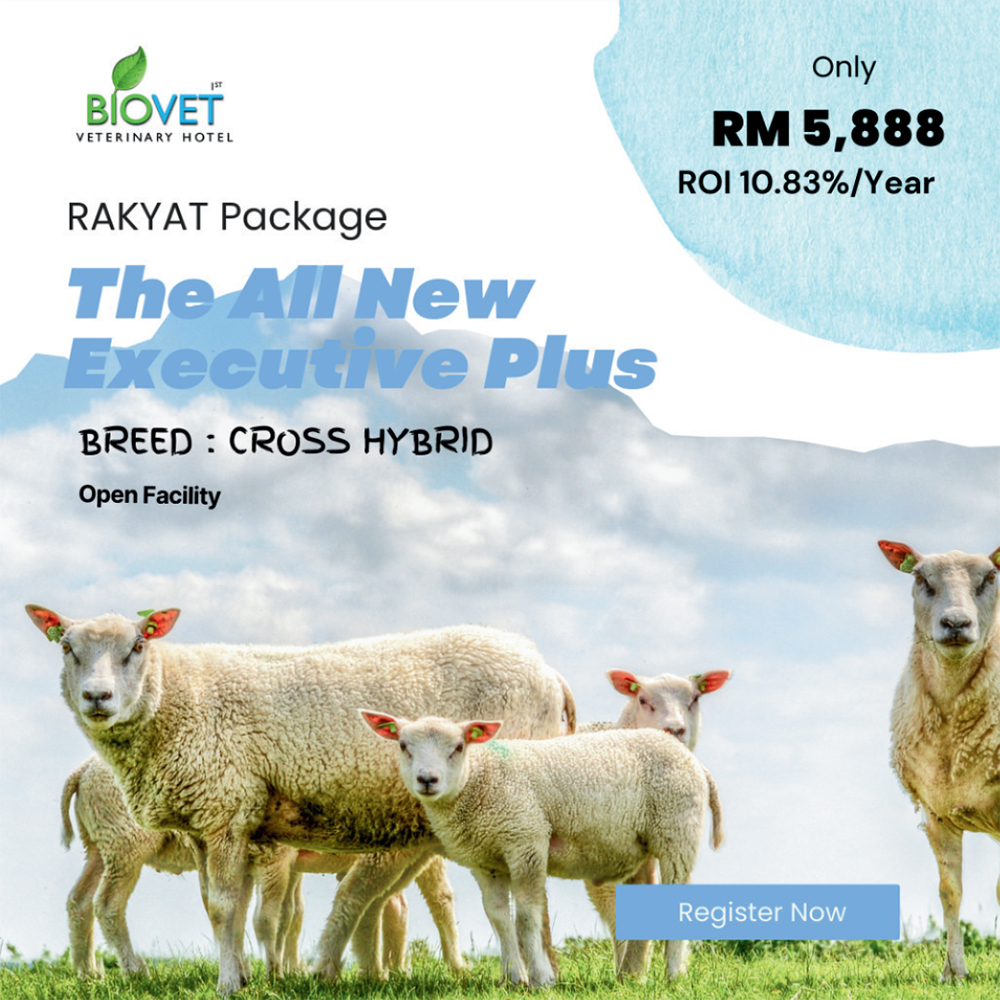 BIOVET 1ST
VETERINARY HOTEL
Only
RM 5,888
ROI 10.83%/Year
RAKYAT Package
The All New
Executive Plus
BREED : CROSS HYBRID
Open Facility
Register Now